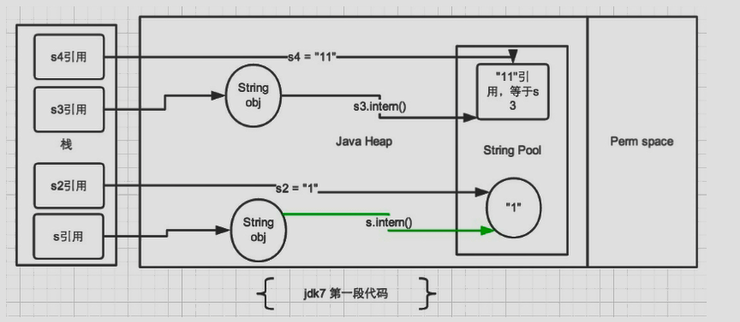 s4引用
s4 = "11"
"11"引
用，等于s
3
String
obj
s3引用
s3.intern()
栈
Java Heap
String Pool
Perm space
s2引用
s2 = "1"
"1"
String
obj
s.intern()
s引用
jdk7 第一段代码